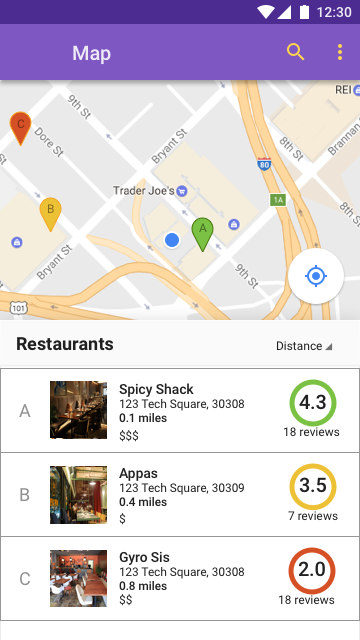 12:30
Map
REI
9th St
C
Dore St
Bryant St
Brannan
8th St
80
Trader Joe's
1A
B
A
8th
Bryant St
9th St
101
Restaurants
Distance
A
Spicy Shack
123 Tech Square, 30308
0.1 miles
$$$
4.3
18 reviews
B
Appas
123 Tech Square, 30309
0.4 miles
$
3.5
7 reviews
C
Gyro Sis
123 Tech Square, 30308
0.8 miles
$$
2.0
18 reviews